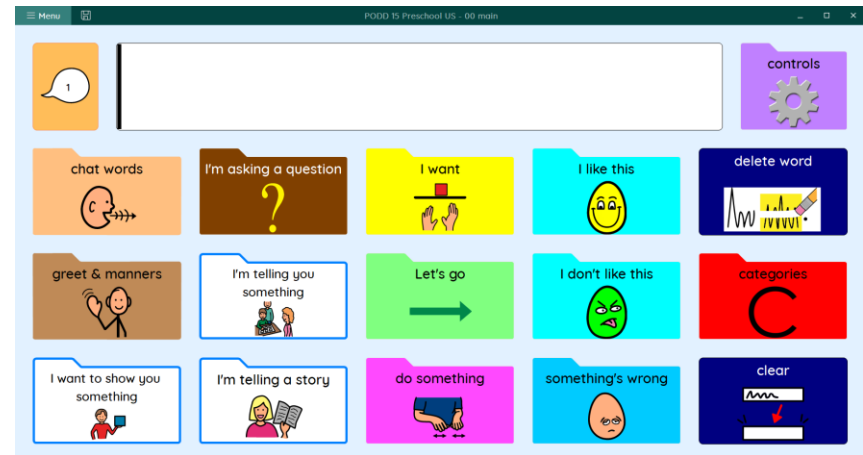 Menu
PODD 15 Preschool US - 00 main
1
controls
chat words
I'm asking a question
?
I want
I like this
delete word
greet & manners
I'm telling you
something
Let's go
I don't like this
categories
C
I want to show you
something
I'm telling a story
do something
something's wrong
clear